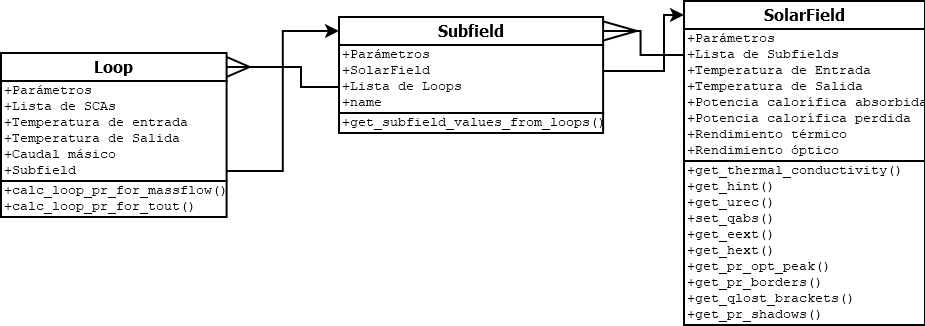 Loop
+Parámetros
+Lista de SCAs
+Temperatura de entrada
+Temperatura de Salida
+Caudal másico
+Subfield
+calc_loop_pr_for_massflow()
+calc_loop_pr_for_tout()
Subfield
+Parámetros
+SolarField
+Lista de Loops
+name
+get_subfield_values_from_loops()
SolarField
+Parámetros
+Lista de Subfields
+Temperatura de Entrada
+Temperatura de Salida
+Potencia calorífica absorbida
+Potencia calorífica perdida
+Rendimiento térmico
+Rendimiento óptico
+get_thermal_conductivity()
+get_hint()
+get_urec()
+set_qabs()
+get_eext()
+get_hext()
+get_pr_opt_peak()
+get_pr_borders()
+get_qlost_brackets()
+get_pr_shadows()